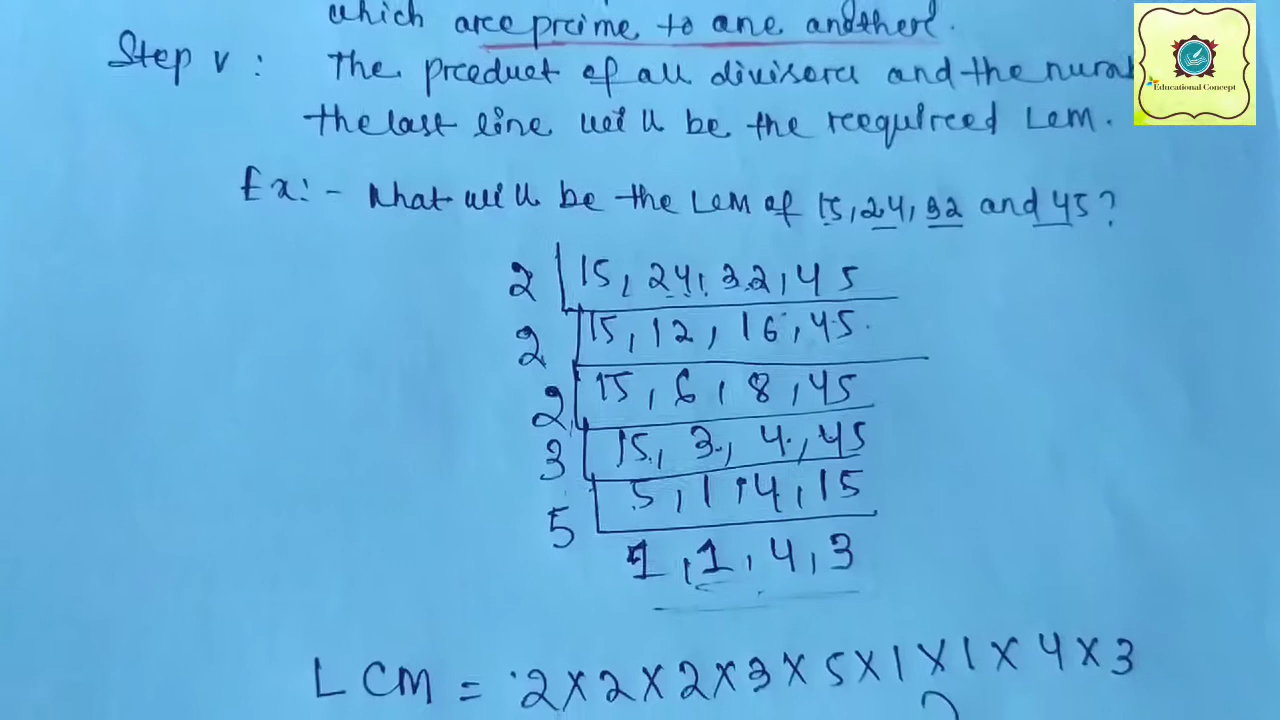 which are prime to one another.
Step v : The product of all divisors and the
the last line will be the required Lcm.
Educational Concept
Ex:- What will be the Lcm of 15, 24, 32 and 45?
2 | 15, 24, 32, 45
2 | 15, 12, 16, 45
2 | 15, 6, 8, 45
3 | 15, 3, 4, 45
5 | 5, 1, 4, 15
1, 1, 4, 3
LCM = 2×2×2×3×5×1×1×4×3